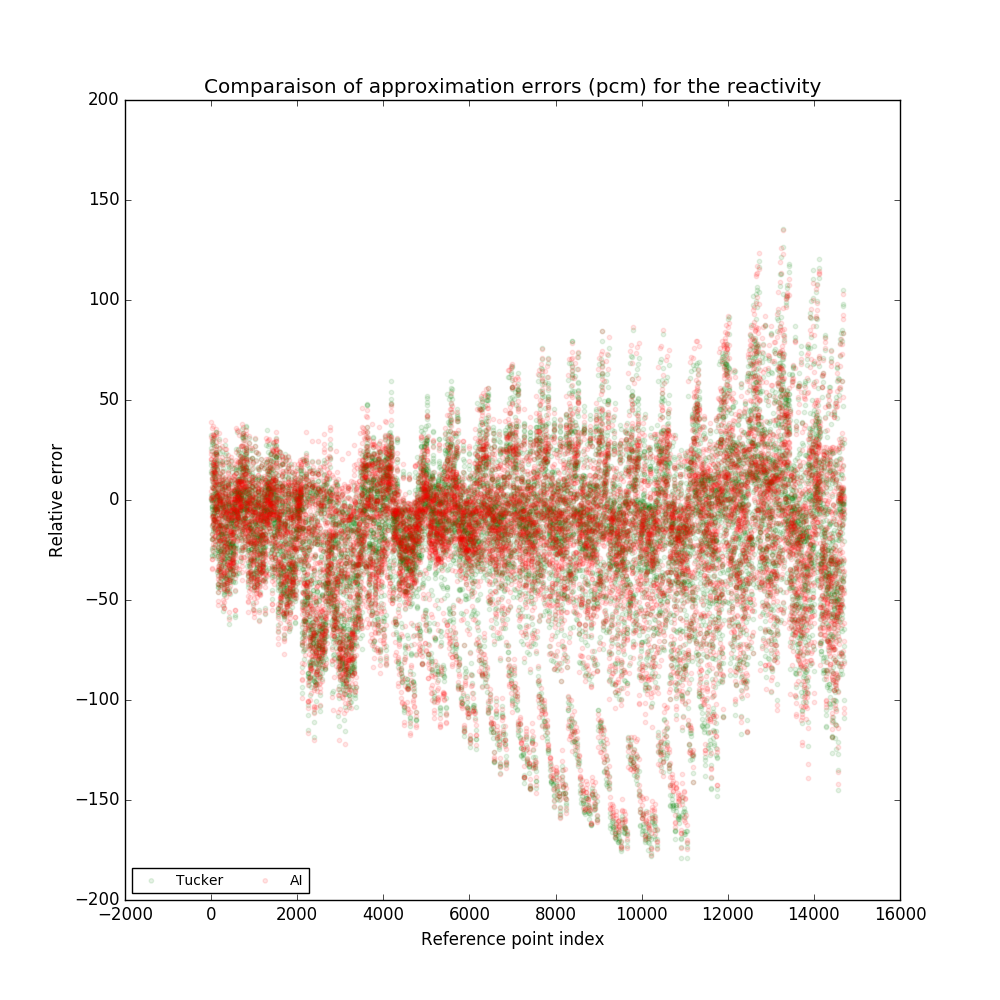 Comparaison of approximation errors (pcm) for the reactivity
200
150
100
50
0
−50
−100
−150
−200
Relative error
Tucker AI
−2000 0 2000 4000 6000 8000 10000 12000 14000 16000
Reference point index